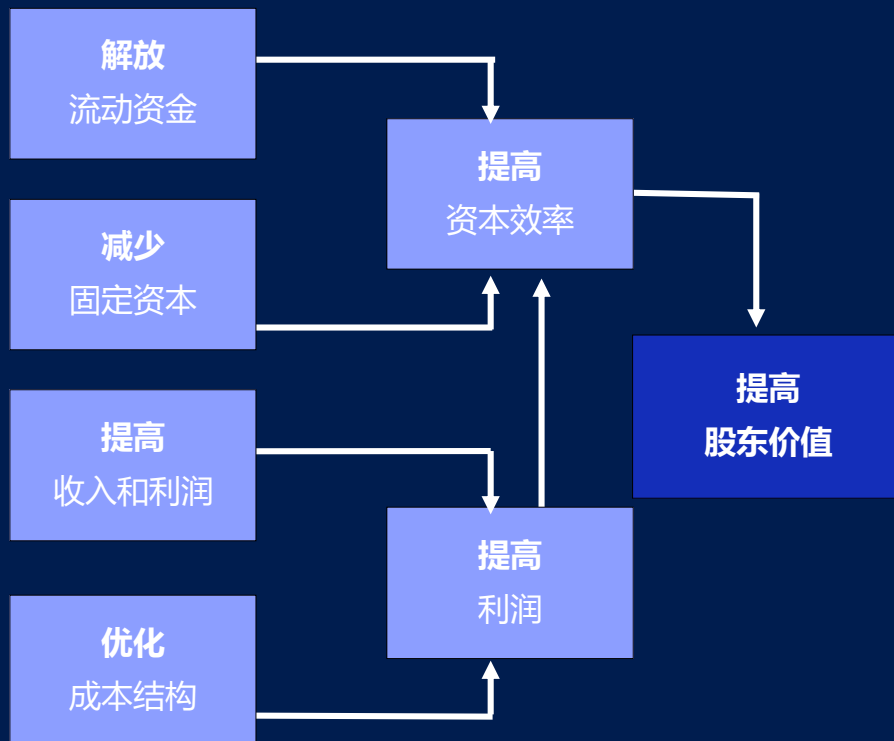 解放
流动资金
提高
资本效率
减少
固定资本
提高
股东价值
提高
收入和利润
提高
利润
优化
成本结构